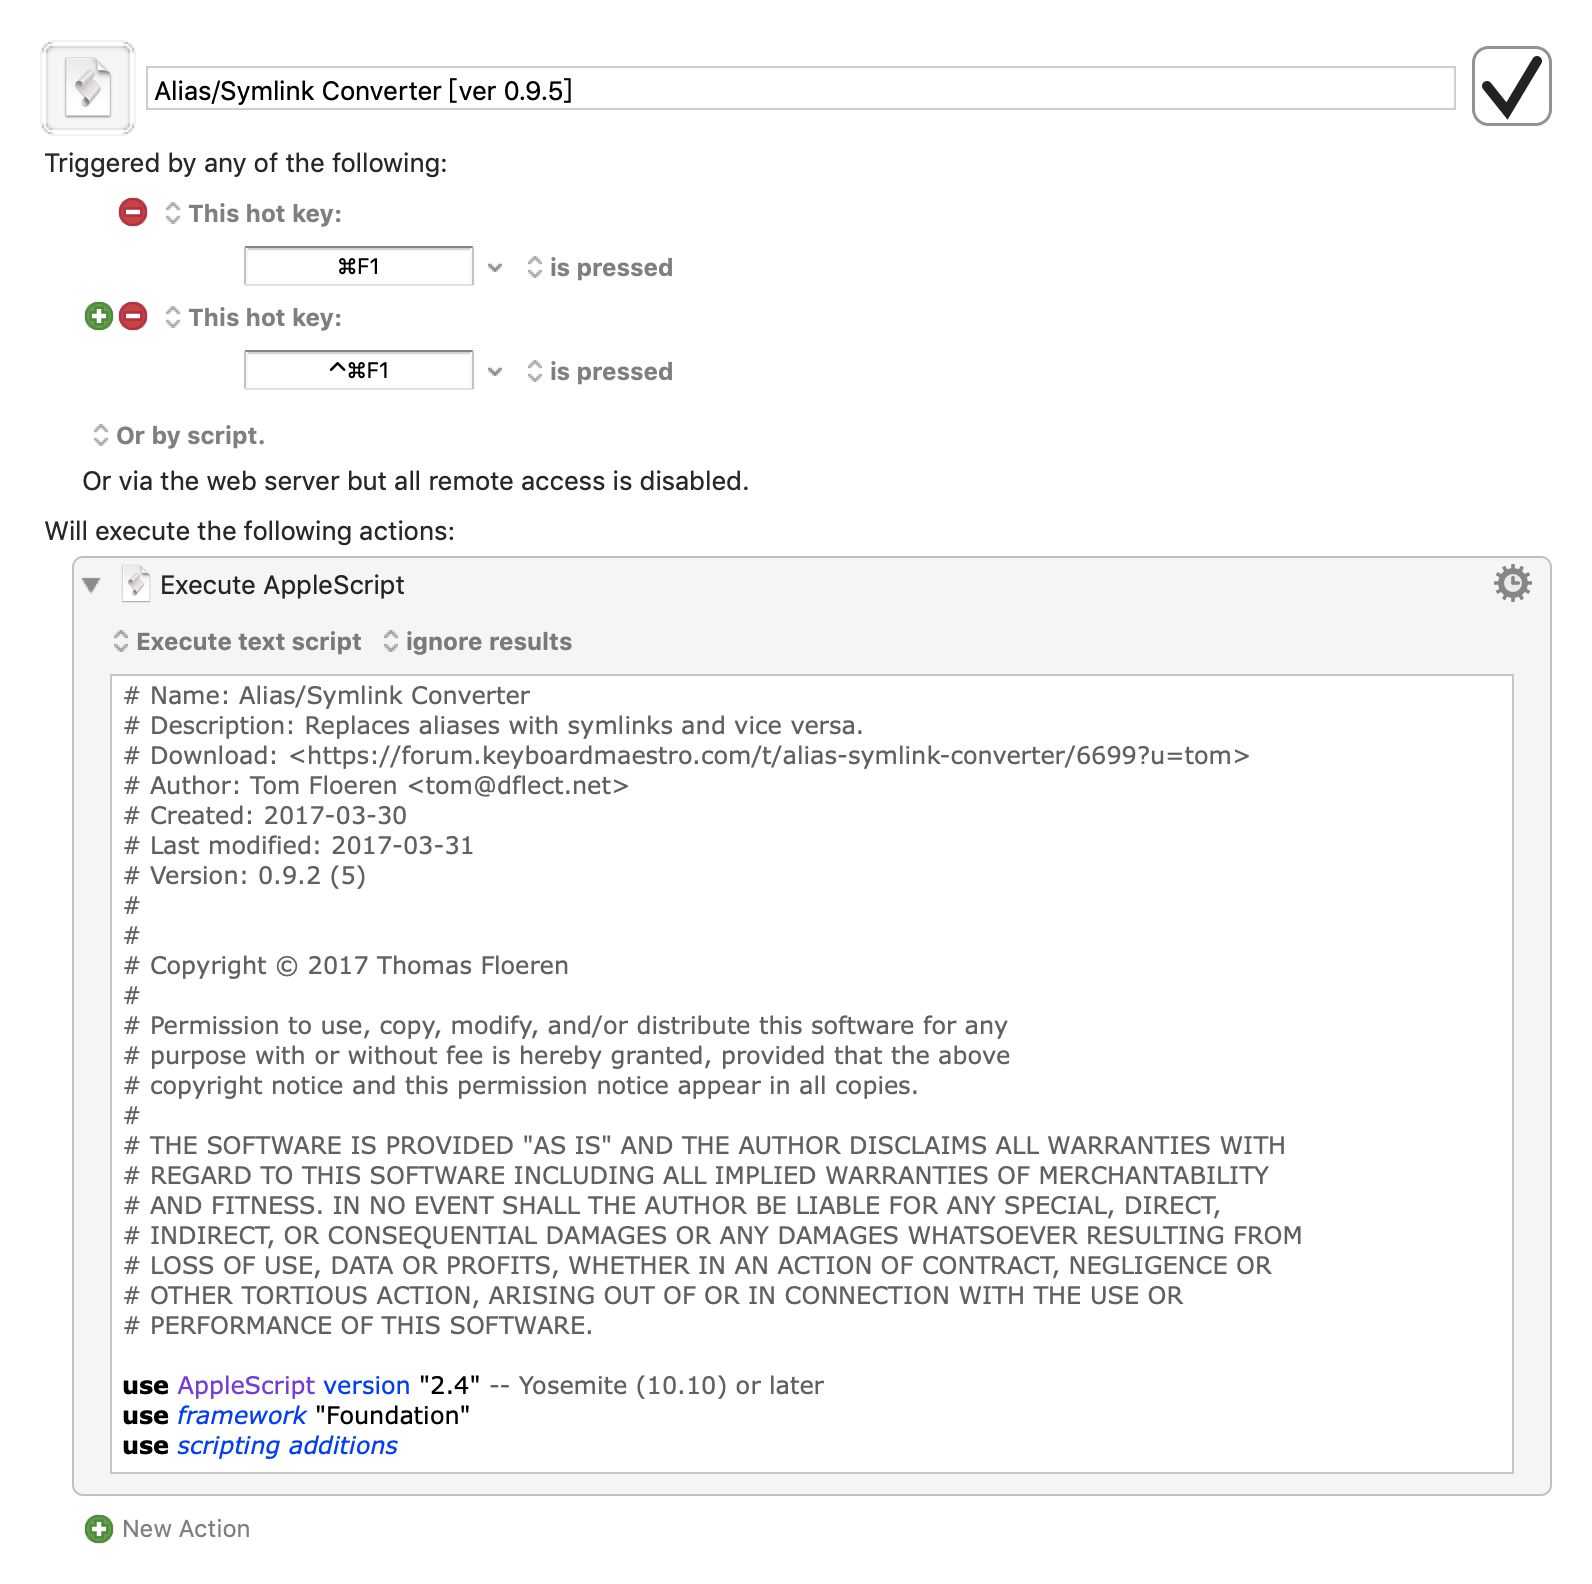 Alias/Symlink Converter [ver 0.9.5]
Triggered by any of the following:
This hot key:
⌘F1
is pressed
This hot key:
^⌘F1
is pressed
Or by script.
Or via the web server but all remote access is disabled.
Will execute the following actions:
Execute AppleScript
Execute text script ignore results
# Name: Alias/Symlink Converter
# Description: Replaces aliases with symlinks and vice versa.
# Download: <https://forum.keyboardmaestro.com/t/alias-symlink-converter/6699?u=tom>
# Author: Tom Floeren <tom@dflect.net>
# Created: 2017-03-30
# Last modified: 2017-03-31
# Version: 0.9.2 (5)
#
#
# Copyright © 2017 Thomas Floeren
#
# Permission to use, copy, modify, and/or distribute this software for any
# purpose with or without fee is hereby granted, provided that the above
# copyright notice and this permission notice appear in all copies.
#
# THE SOFTWARE IS PROVIDED "AS IS" AND THE AUTHOR DISCLAIMS ALL WARRANTIES WITH
# REGARD TO THIS SOFTWARE INCLUDING ALL IMPLIED WARRANTIES OF MERCHANTABILITY
# AND FITNESS. IN NO EVENT SHALL THE AUTHOR BE LIABLE FOR ANY SPECIAL, DIRECT,
# INDIRECT, OR CONSEQUENTIAL DAMAGES OR ANY DAMAGES WHATSOEVER RESULTING FROM
# LOSS OF USE, DATA OR PROFITS, WHETHER IN AN ACTION OF CONTRACT, NEGLIGENCE OR
# OTHER TORTIOUS ACTION, ARISING OUT OF OR IN CONNECTION WITH THE USE OR
# PERFORMANCE OF THIS SOFTWARE.
use AppleScript version "2.4" -- Yosemite (10.10) or later
use framework "Foundation"
use scripting additions
New Action